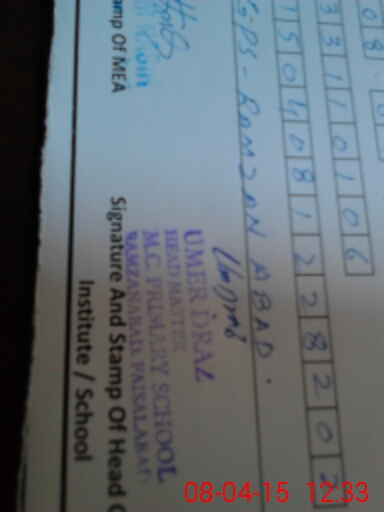 3 3 1 1 0 1 0 6
1 5 0 4 0 8 1 2 2 8 2 0
GPS - RAMZAN ABAD.
UMER DRAZ
HEAD MASTER
M.C. PRIMARY SCHOOL
RAMZANABAD, FAISALABAD
amp Of MEA
Signature And Stamp Of Head
Institute / School
08-04-15 12:33